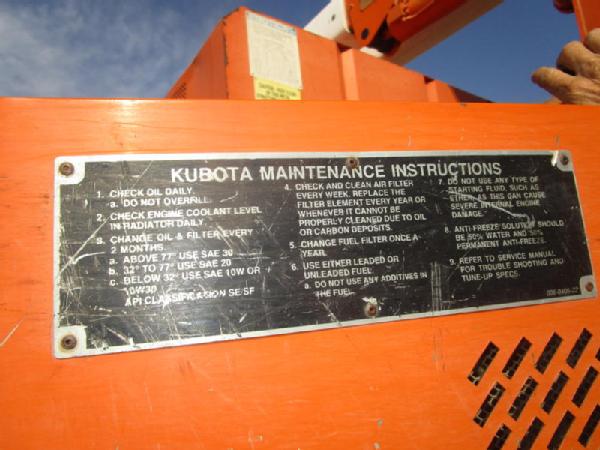 KUBOTA MAINTENANCE INSTRUCTIONS
1. CHECK OIL DAILY.
a. DO NOT OVERFILL.
2. CHECK ENGINE COOLANT LEVEL
IN RADIATOR DAILY.
3. CHANGE OIL & FILTER EVERY
2 MONTHS.
a. ABOVE 77° USE SAE 30
b. 32° TO 77° USE SAE 20
c. BELOW 32° USE SAE 10W OR
10W30
API CLASSIFICATION SE/SF
4. CHECK AND CLEAN AIR FILTER
EVERY WEEK. REPLACE THE
FILTER ELEMENT EVERY YEAR OR
WHENEVER IT CANNOT BE
PROPERLY CLEANED DUE TO OIL
OR CARBON DEPOSITS.
5. CHANGE FUEL FILTER ONCE A
YEAR.
6. USE EITHER LEADED OR
UNLEADED FUEL.
a. DO NOT USE ANY ADDITIVES IN
THE FUEL.
7. DO NOT USE ANY TYPE OF
STARTING FLUID, SUCH AS
ETHER, AS THIS CAN CAUSE
SEVERE INTERNAL ENGINE
DAMAGE.
8. ANTI-FREEZE SOLUTION SHOULD
BE 50% WATER AND 50%
PERMANENT ANTI-FREEZE.
9. REFER TO SERVICE MANUAL
FOR TROUBLE SHOOTING AND
TUNE-UP SPECS.